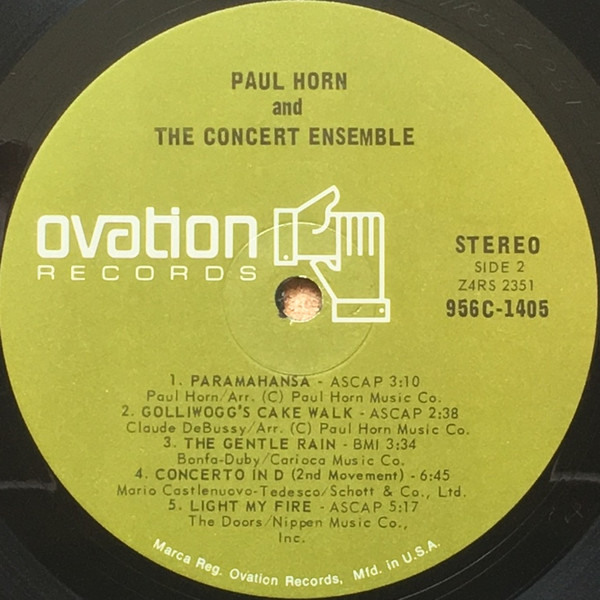 PAUL HORN
and
THE CONCERT ENSEMBLE
ovation
RECORDS
STEREO
SIDE 2
Z4RS 2351
956C-1405
1. PARAMAHANSA - ASCAP 3:10
Paul Horn/Arr. (C) Paul Horn Music Co.
2. GOLLIWOGG'S CAKE WALK - ASCAP 2:38
Claude DeBussy/Arr. (C) Paul Horn Music Co.
3. THE GENTLE RAIN - BMI 3:34
Bonfa-Duby/Carioca Music Co.
4. CONCERTO IN D (2nd Movement) - 6:45
Mario Castlenuovo-Tedesco/Schott & Co., Ltd.
5. LIGHT MY FIRE - ASCAP 5:17
The Doors/Nippen Music Co.,
Inc.
Marca Reg. Ovation Records, Mfd. in U.S.A.